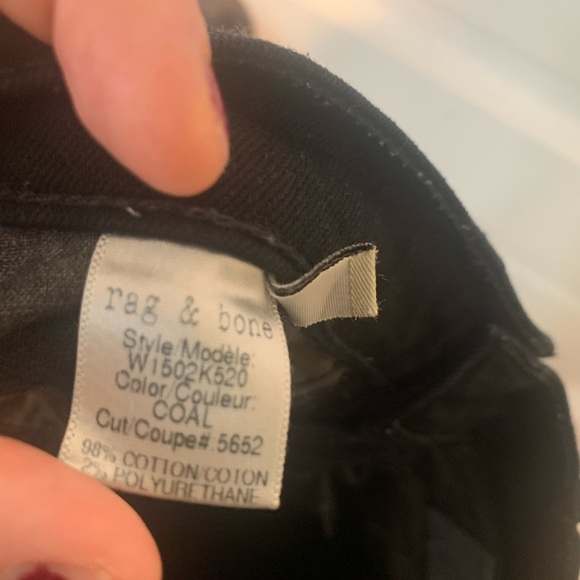 rag & bone
Style/Modèle:
W1502K520
Color/Couleur:
COAL
Cut/Coupe#:5652
98% COTTON/COTON
2% POLYURETHANE